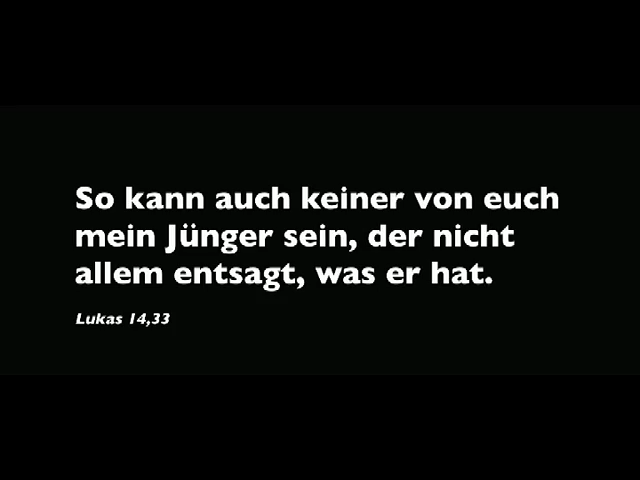 So kann auch keiner von euch
mein Jünger sein, der nicht
allem entsagt, was er hat.
Lukas 14,33